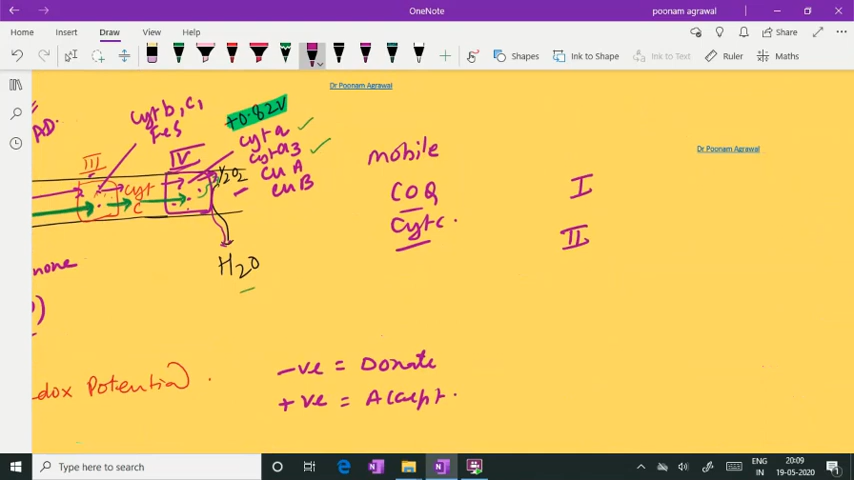 OneNote
poonam agrawal
Home
Insert
Draw
View
Help
Share
Shapes
Ink to Shape
Ink to Text
Ruler
Maths
Dr Poonam Agrawal
Dr Poonam Agrawal
AD.
Cyt b, C1
Fes
+0.82V
III
IV
cyt a
cyt a3
Cu A
Cu B
1/2O2
Cyt
C
H2O
none
mobile
COQ
Cyt c.
I
II
dox Potential) .
-ve = Donate
+ve = Accept.
Type here to search
ENG
IN
20:09
19-05-2020
1